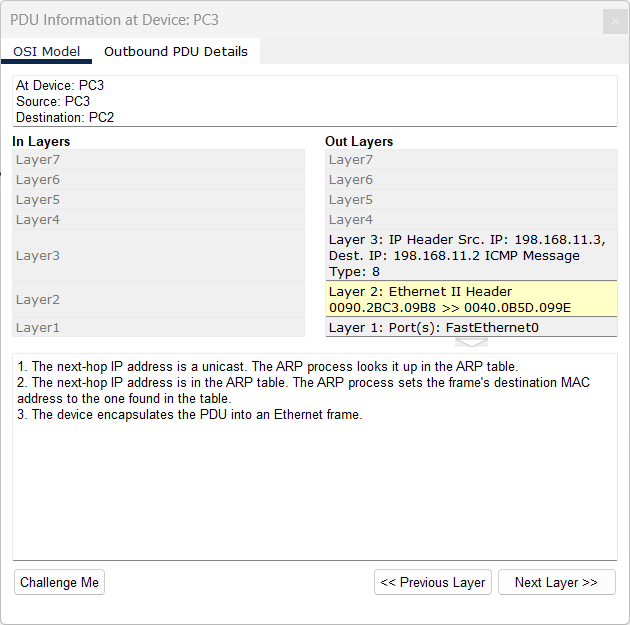 PDU Information at Device: PC3
OSI Model
Outbound PDU Details
At Device: PC3
Source: PC3
Destination: PC2
In Layers
Layer7
Layer6
Layer5
Layer4
Layer3
Layer2
Layer1
Out Layers
Layer7
Layer6
Layer5
Layer4
Layer 3: IP Header Src. IP: 198.168.11.3,
Dest. IP: 198.168.11.2 ICMP Message
Type: 8
Layer 2: Ethernet II Header
0090.2BC3.09B8 >> 0040.0B5D.099E
Layer 1: Port(s): FastEthernet0
1. The next-hop IP address is a unicast. The ARP process looks it up in the ARP table.
2. The next-hop IP address is in the ARP table. The ARP process sets the frame's destination MAC
address to the one found in the table.
3. The device encapsulates the PDU into an Ethernet frame.
Challenge Me
<< Previous Layer
Next Layer >>